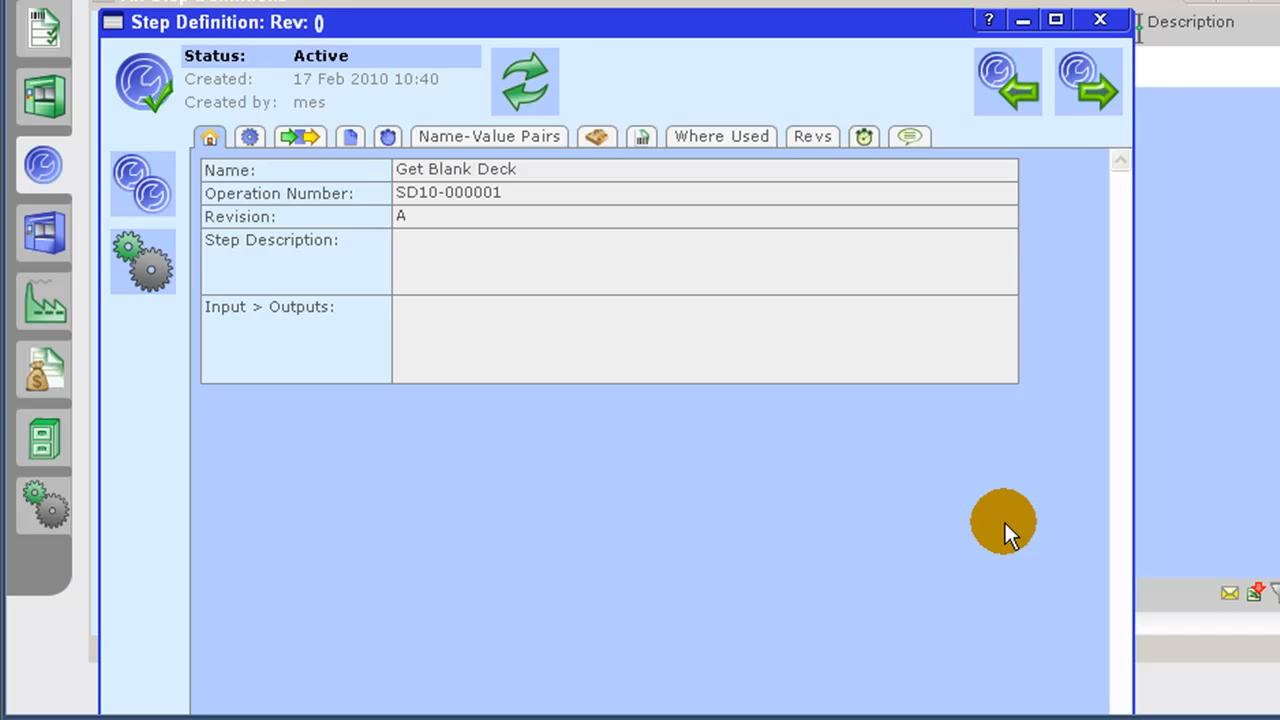 Step Definition: Rev: ()
?
Description
Status: Active
Created: 17 Feb 2010 10:40
Created by: mes
Name-Value Pairs
Where Used
Revs
Name: Get Blank Deck
Operation Number: SD10-000001
Revision: A
Step Description:
Input > Outputs: